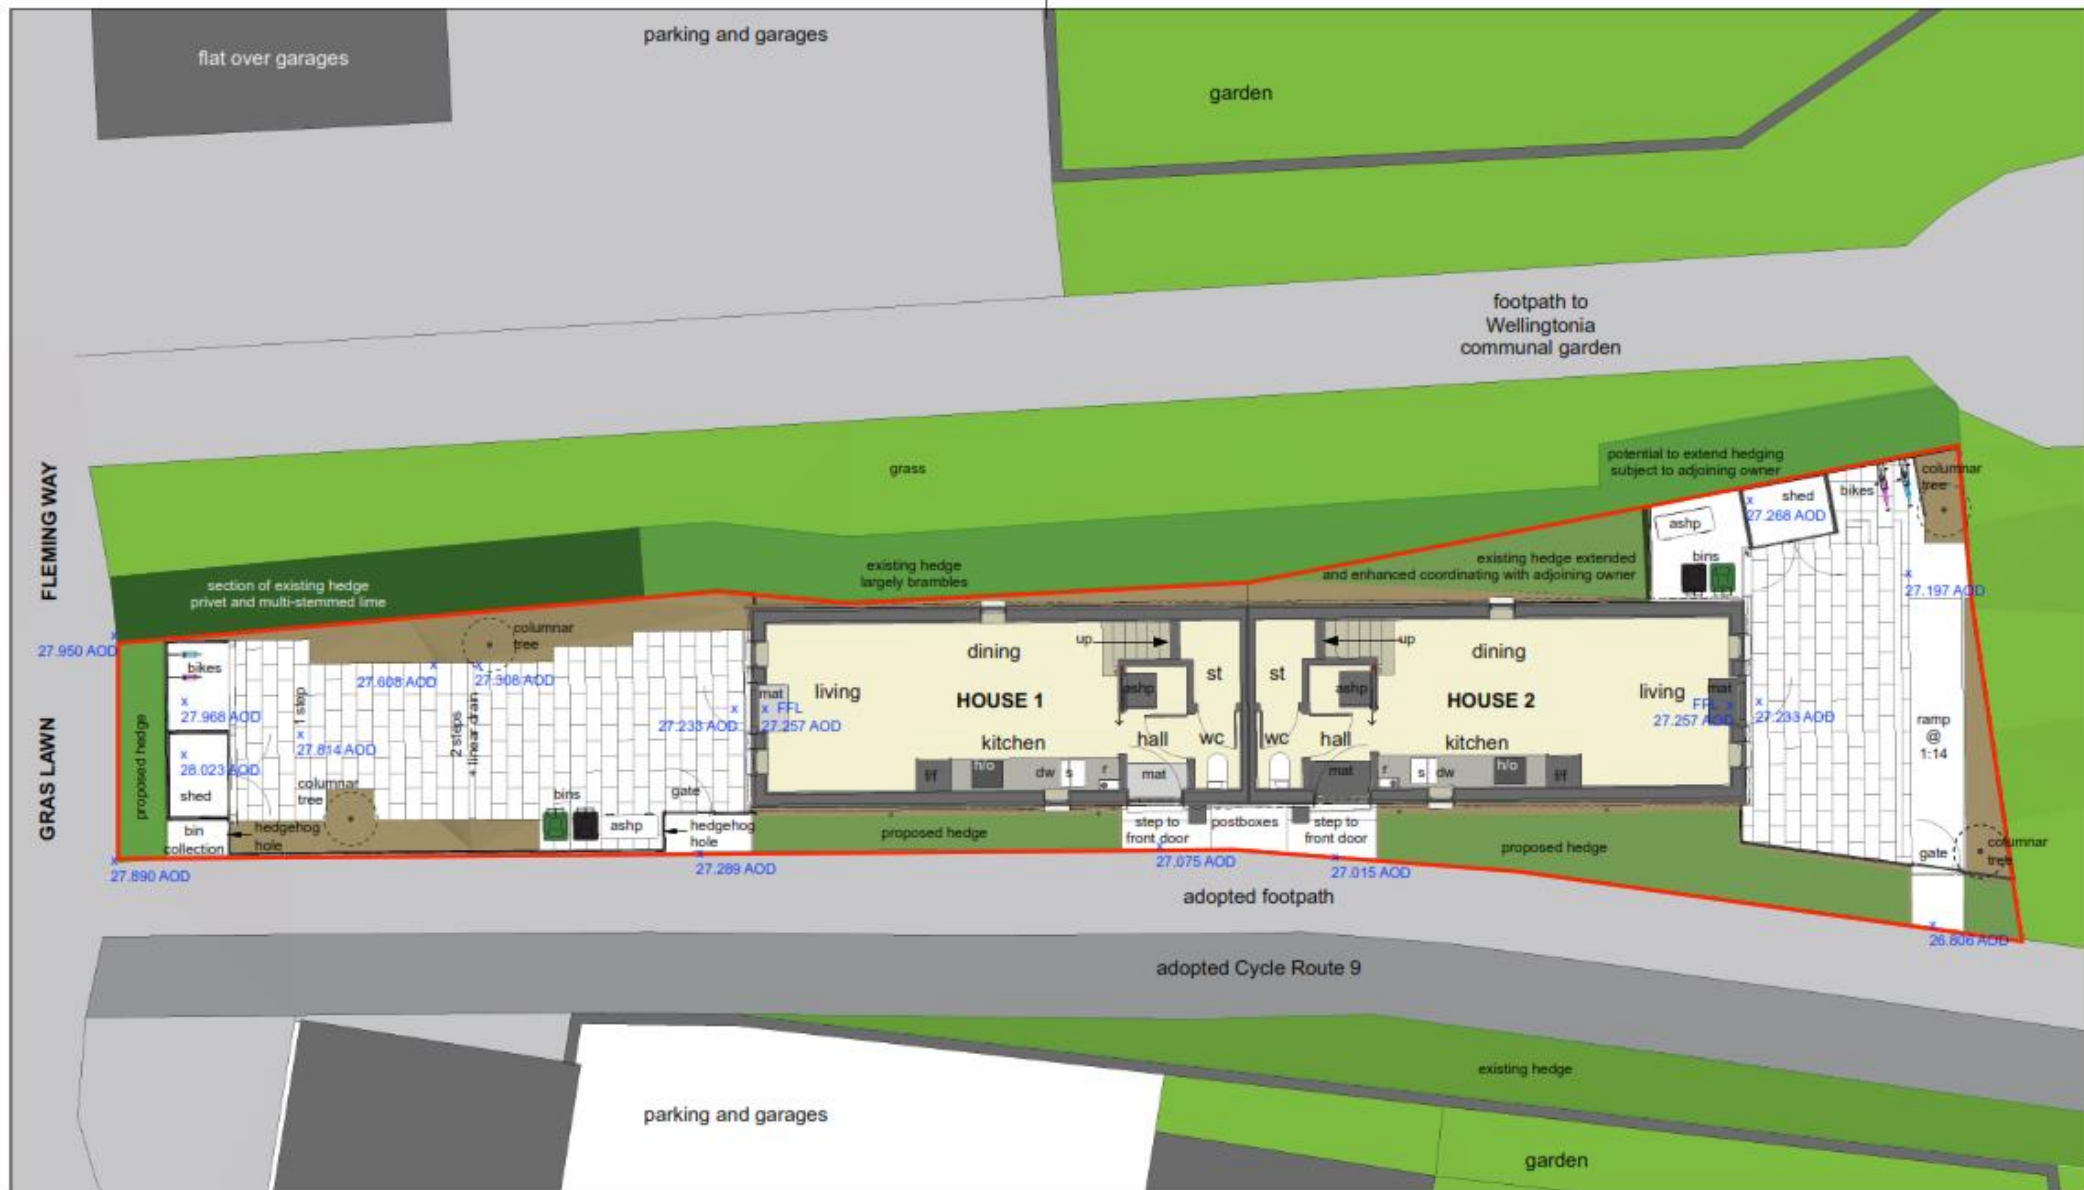 parking and garages
flat over garages
garden
footpath to
Wellingtonia
communal garden
FLEMING WAY
GRAS LAWN
grass
potential to extend hedging
subject to adjoining owner
columnar
tree
shed
bikes
27.268 AOD
ashp
bins
existing hedge
largely brambles
existing hedge extended
and enhanced coordinating with adjoining owner
section of existing hedge
privet and multi-stemmed lime
27.197 AOD
27.950 AOD
columnar
tree
bikes
27.608 AOD
27.308 AOD
27.968 AOD
1 step
27.814 AOD
2 steps
+ linear drain
28.023 AOD
shed
proposed hedge
columnar
tree
bins
ashp
gate
bin
collection
hedgehog
hole
hedgehog
hole
27.890 AOD
27.289 AOD
27.233 AOD
mat
FFL
27.257 AOD
living
dining
HOUSE 1
kitchen
up
ashp
st
hall
wc
f/f
h/o
dw
s
r
mat
st
up
ashp
dining
HOUSE 2
living
kitchen
wc
hall
mat
r
s
dw
h/o
f/f
mat
FFL
27.257 AOD
27.233 AOD
ramp
@
1:14
proposed hedge
step to
front door
postboxes
step to
front door
proposed hedge
gate
columnar
tree
27.075 AOD
27.015 AOD
26.806 AOD
adopted footpath
adopted Cycle Route 9
existing hedge
parking and garages
garden